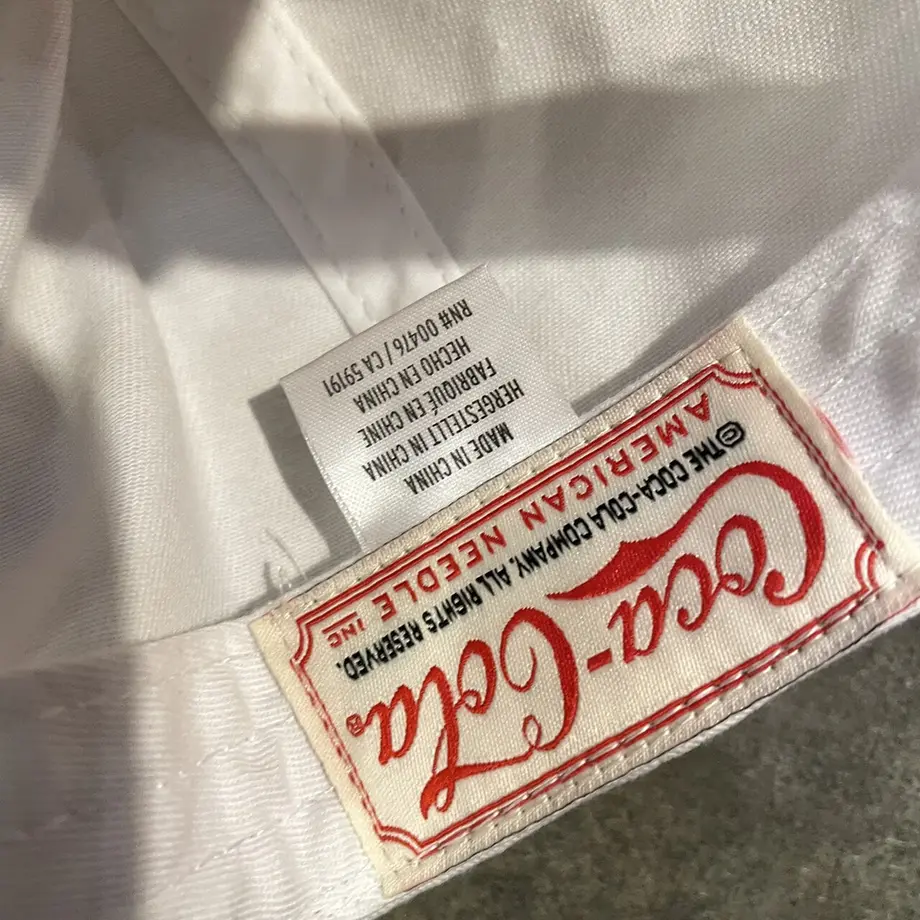 MADE IN CHINA
HERGESTELLT IN CHINA
FABRIQUÉ EN CHINE
HECHO EN CHINA
RN# 00476 / CA 59191
Coca-Cola®
©THE COCA-COLA COMPANY. ALL RIGHTS RESERVED.
AMERICAN NEEDLE INC